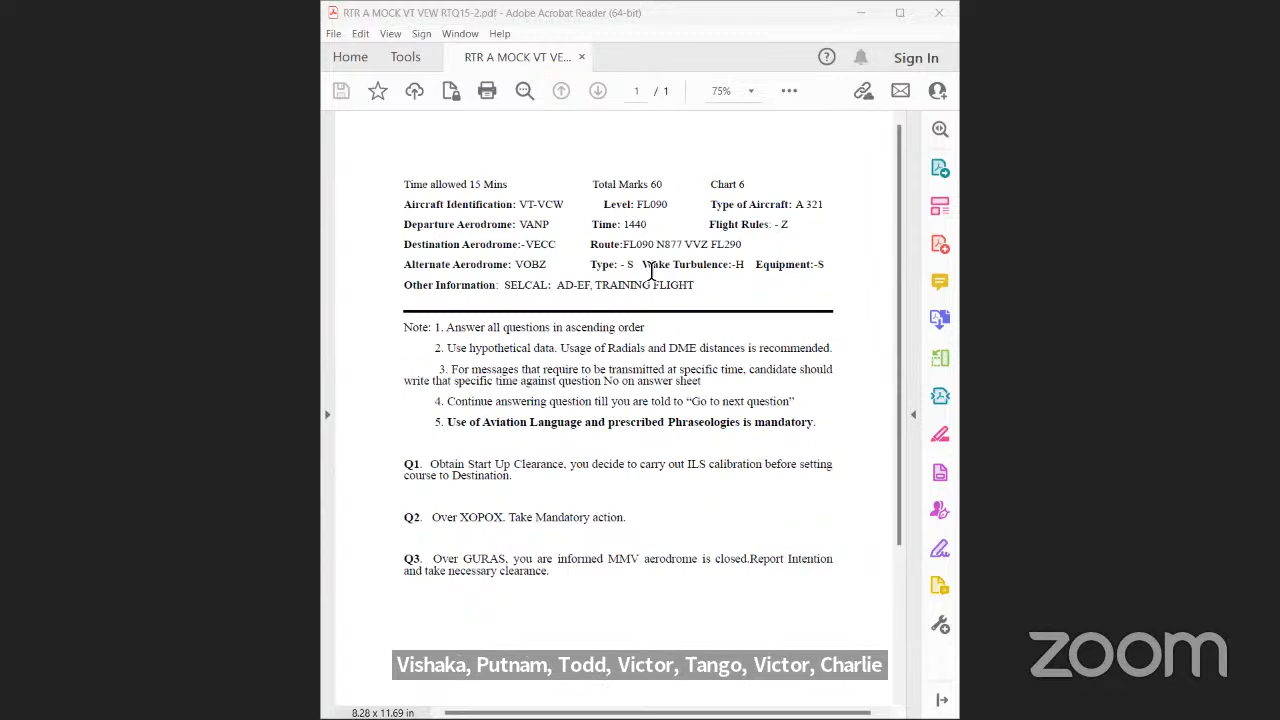 RTR A MOCK VT VEW RTQ15-2.pdf - Adobe Acrobat Reader (64-bit)
File Edit View Sign Window Help
Home Tools RTR A MOCK VT VE... × Sign In
1 / 1 75%
Time allowed 15 Mins Total Marks 60 Chart 6
Aircraft Identification: VT-VCW Level: FL090 Type of Aircraft: A 321
Departure Aerodrome: VANP Time: 1440 Flight Rules: - Z
Destination Aerodrome:-VECC Route:FL090 N877 VVZ FL290
Alternate Aerodrome: VOBZ Type: - S Wake Turbulence:-H Equipment:-S
Other Information: SELCAL: AD-EF, TRAINING FLIGHT
Note: 1. Answer all questions in ascending order
2. Use hypothetical data. Usage of Radials and DME distances is recommended.
3. For messages that require to be transmitted at specific time, candidate should
write that specific time against question No on answer sheet
4. Continue answering question till you are told to “Go to next question”
5. Use of Aviation Language and prescribed Phraseologies is mandatory.
Q1. Obtain Start Up Clearance, you decide to carry out ILS calibration before setting
course to Destination.
Q2. Over XOPOX. Take Mandatory action.
Q3. Over GURAS, you are informed MMV aerodrome is closed.Report Intention
and take necessary clearance.
Vishaka, Putnam, Todd, Victor, Tango, Victor, Charlie
zoom
8.28 x 11.69 in